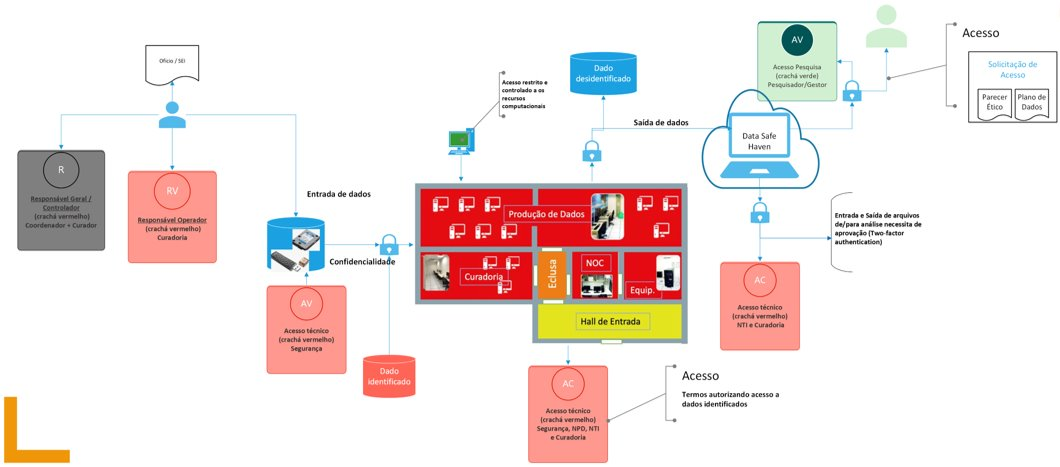 Ofício / SEI
R
Responsável Geral /
Controlador
(crachá vermelho)
Coordenador + Curador
RV
Responsável Operador
(crachá vermelho)
Curadoria
Entrada de dados
Confidencialidade
AV
Acesso técnico
(crachá vermelho)
Segurança
Dado
identificado
Acesso restrito e
controlado a os
recursos
computacionais
Dado
desidentificado
Saída de dados
Produção de Dados
Curadoria
Eclusa
NOC
Equip.
Hall de Entrada
AC
Acesso técnico
(crachá vermelho)
Segurança, NPD, NTI
e Curadoria
Acesso
Termos autorizando acesso a
dados identificados
Data Safe
Haven
AV
Acesso Pesquisa
(crachá verde)
Pesquisador/Gestor
Acesso
Solicitação de
Acesso
Parecer
Ético
Plano de
Dados
Entrada e Saída de arquivos
de/para análise necessita de
aprovação (Two-factor
authentication)
AC
Acesso técnico
(crachá vermelho)
NTI e Curadoria